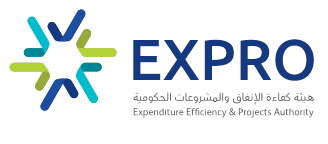 EXPRO
هيئة كفاءة الإنفاق والمشروعات الحكومية
Expenditure Efficiency & Projects Authority